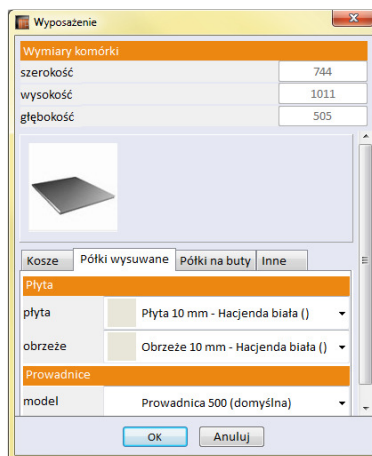 Wyposażenie
Wymiary komórki
szerokość 744
wysokość 1011
głębokość 505
Kosze Półki wysuwane Półki na buty Inne
Płyta
płyta Płyta 10 mm - Hacjenda biała ()
obrzeże Obrzeże 10 mm - Hacjenda biała ()
Prowadnice
model Prowadnica 500 (domyślna)
OK Anuluj